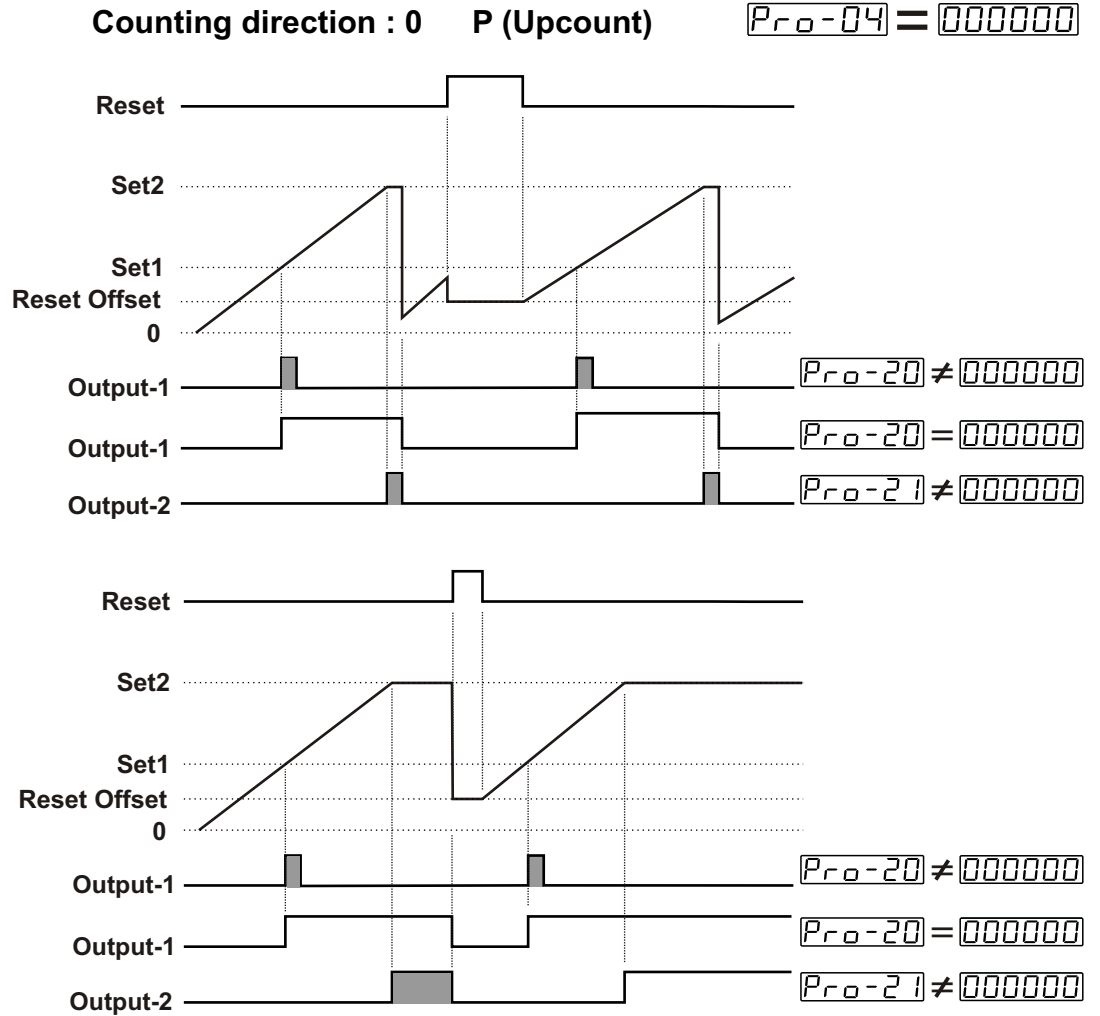 Counting direction : 0 P (Upcount) Pro-04 = 000000
Reset
Set2
Set1
Reset Offset
0
Output-1 Pro-20 ≠ 000000
Output-1 Pro-20 = 000000
Output-2 Pro-21 ≠ 000000
Reset
Set2
Set1
Reset Offset
0
Output-1 Pro-20 ≠ 000000
Output-1 Pro-20 = 000000
Output-2 Pro-21 ≠ 000000